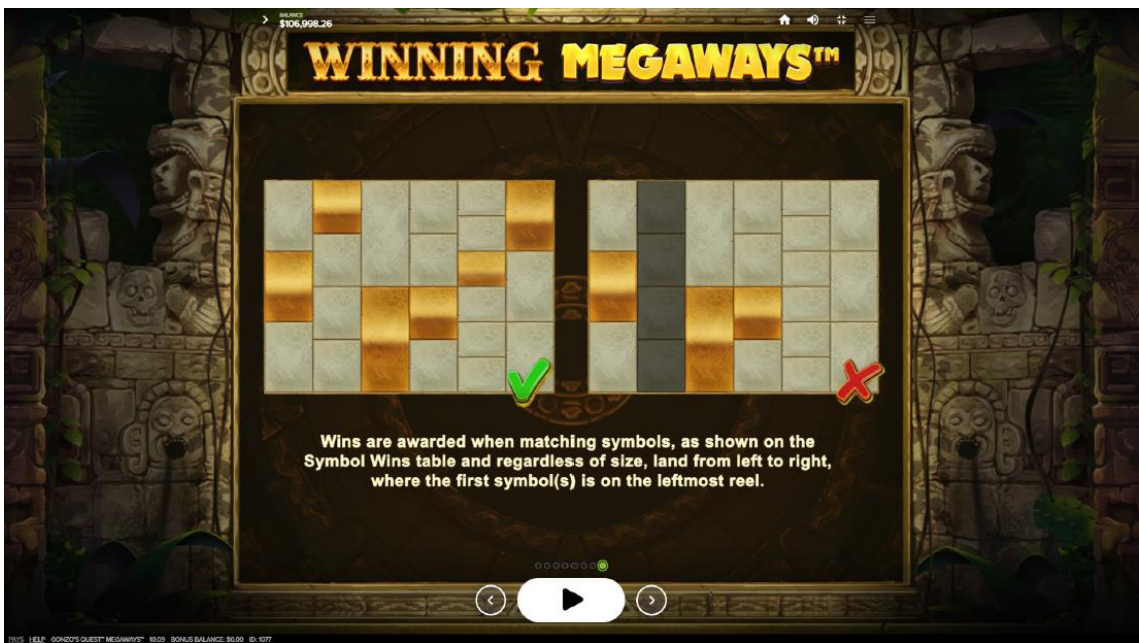 BALANCE
$106,998.26
WINNING MEGAWAYS™
Wins are awarded when matching symbols, as shown on the
Symbol Wins table and regardless of size, land from left to right,
where the first symbol(s) is on the leftmost reel.
PAYS HELP GONZO'S QUEST™ MEGAWAYS™ 10:09 BONUS BALANCE: $0.00 ID: 1077